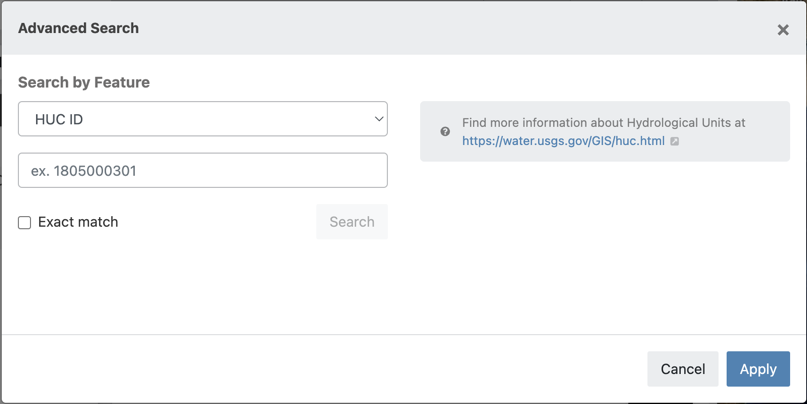 Advanced Search
Search by Feature
HUC ID
ex. 1805000301
Exact match
Search
Find more information about Hydrological Units at
https://water.usgs.gov/GIS/huc.html
Cancel
Apply